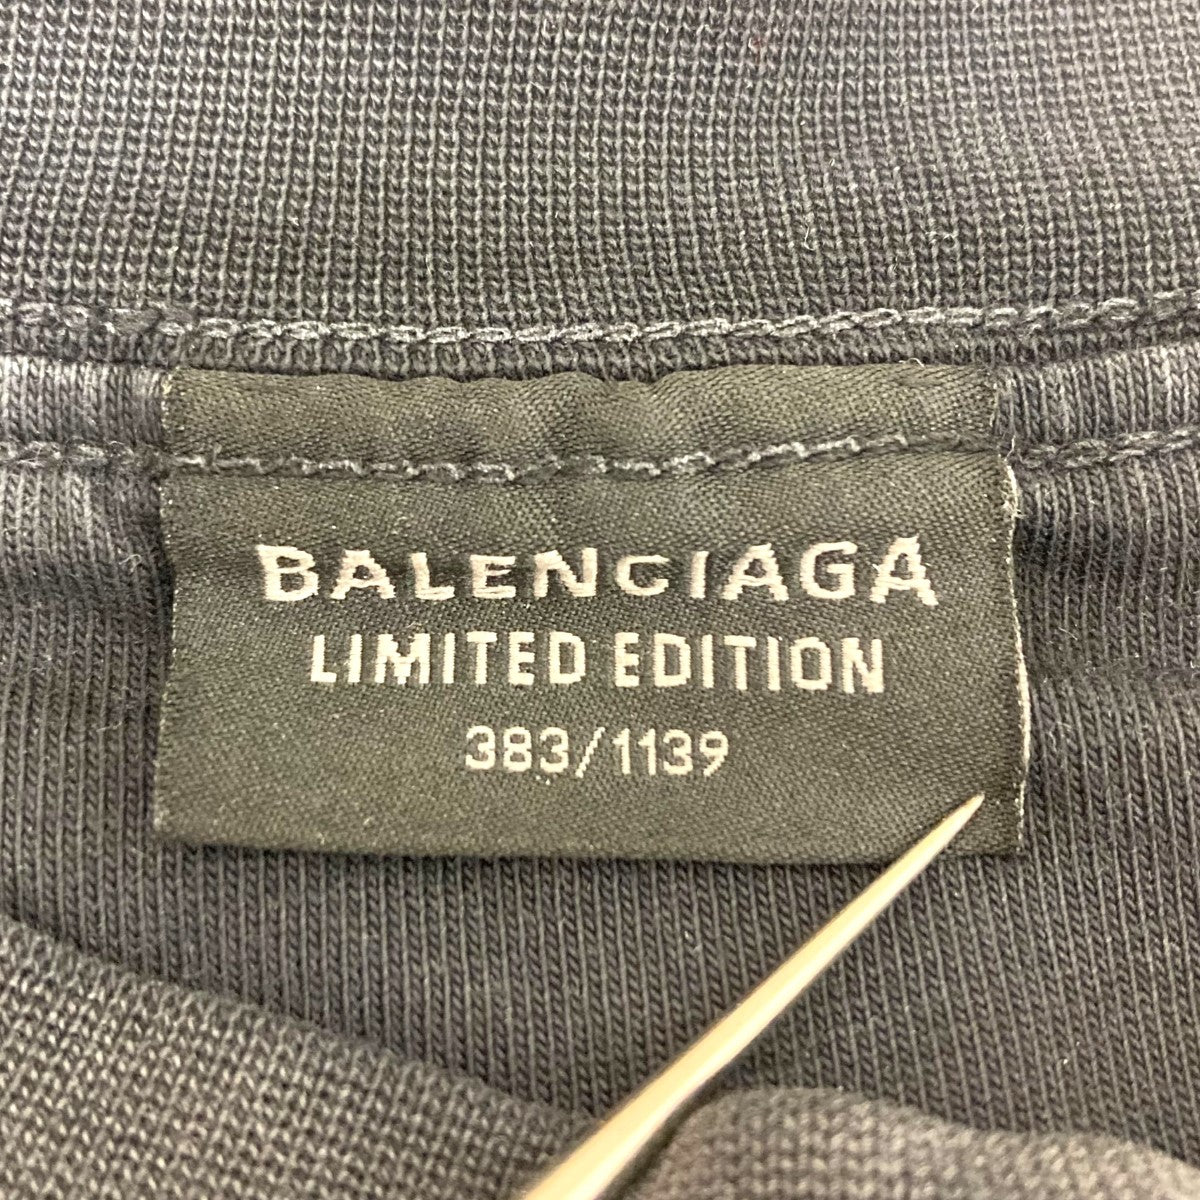 BALENCIAGA
LIMITED EDITION
383/1139